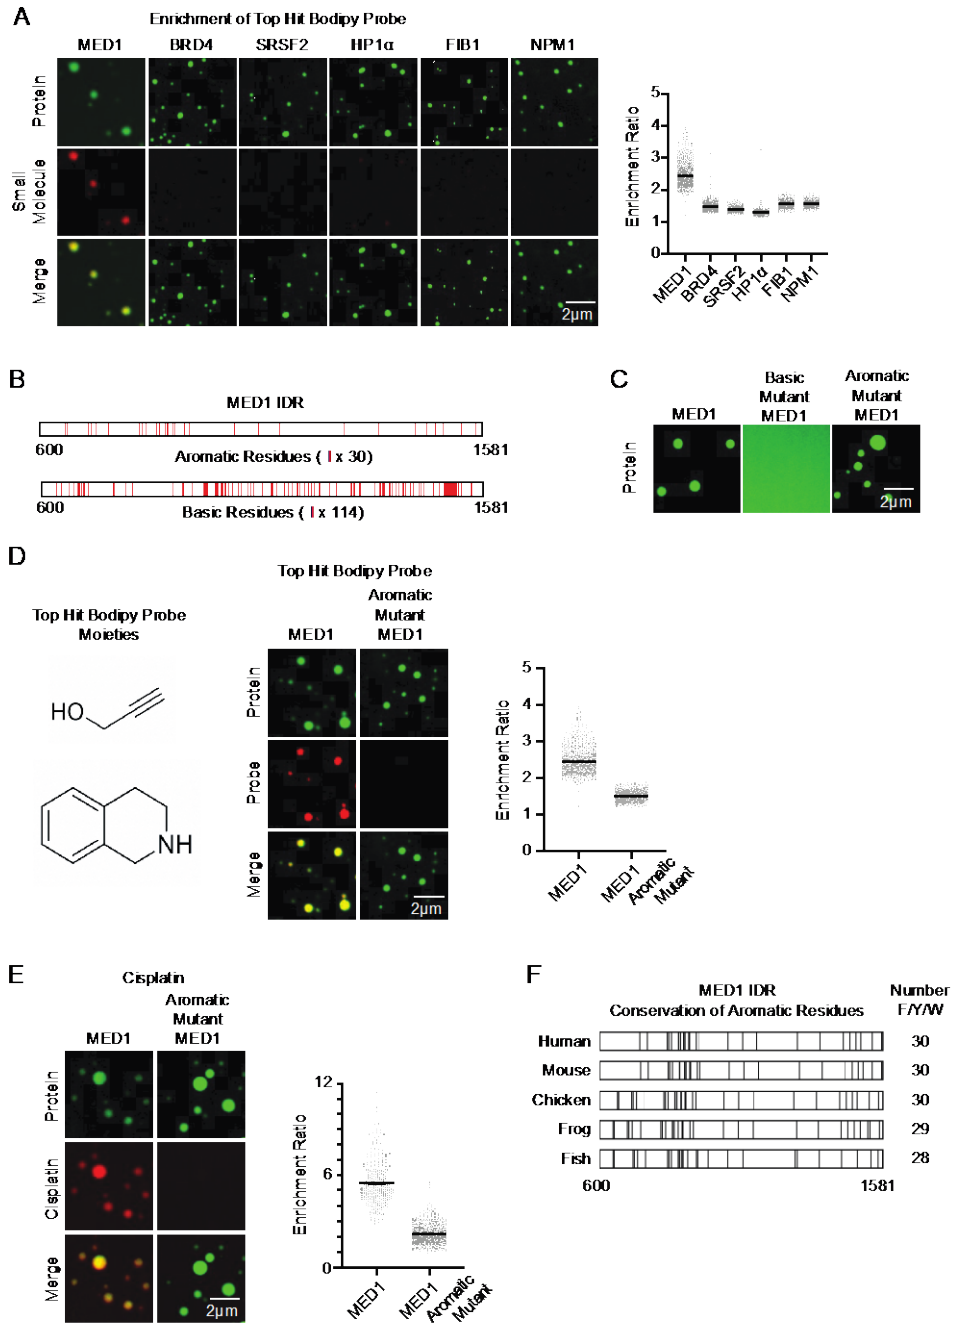 A
Enrichment of Top Hit Bodipy Probe
MED1 BRD4 SRSF2 HP1α FIB1 NPM1
Protein
Small
Molecule
Merge
2μm
Enrichment Ratio
5
4
3
2
1
0
MED1 BRD4 SRSF2 HP1α FIB1 NPM1
B
MED1 IDR
600 1581
Aromatic Residues ( I x 30)
600 1581
Basic Residues ( I x 114)
C
MED1
Basic
Mutant
MED1
Aromatic
Mutant
MED1
Protein
2μm
D
Top Hit Bodipy Probe
Moieties
HO
NH
Top Hit Bodipy Probe
MED1
Aromatic
Mutant
MED1
Protein
Probe
Merge
2μm
Enrichment Ratio
5
4
3
2
1
0
MED1
MED1
Aromatic
Mutant
E
Cisplatin
MED1
Aromatic
Mutant
MED1
Protein
Cisplatin
Merge
2μm
Enrichment Ratio
12
6
0
MED1
MED1
Aromatic
Mutant
F
MED1 IDR
Conservation of Aromatic Residues
Number
F/Y/W
Human 30
Mouse 30
Chicken 30
Frog 29
Fish 28
600 1581